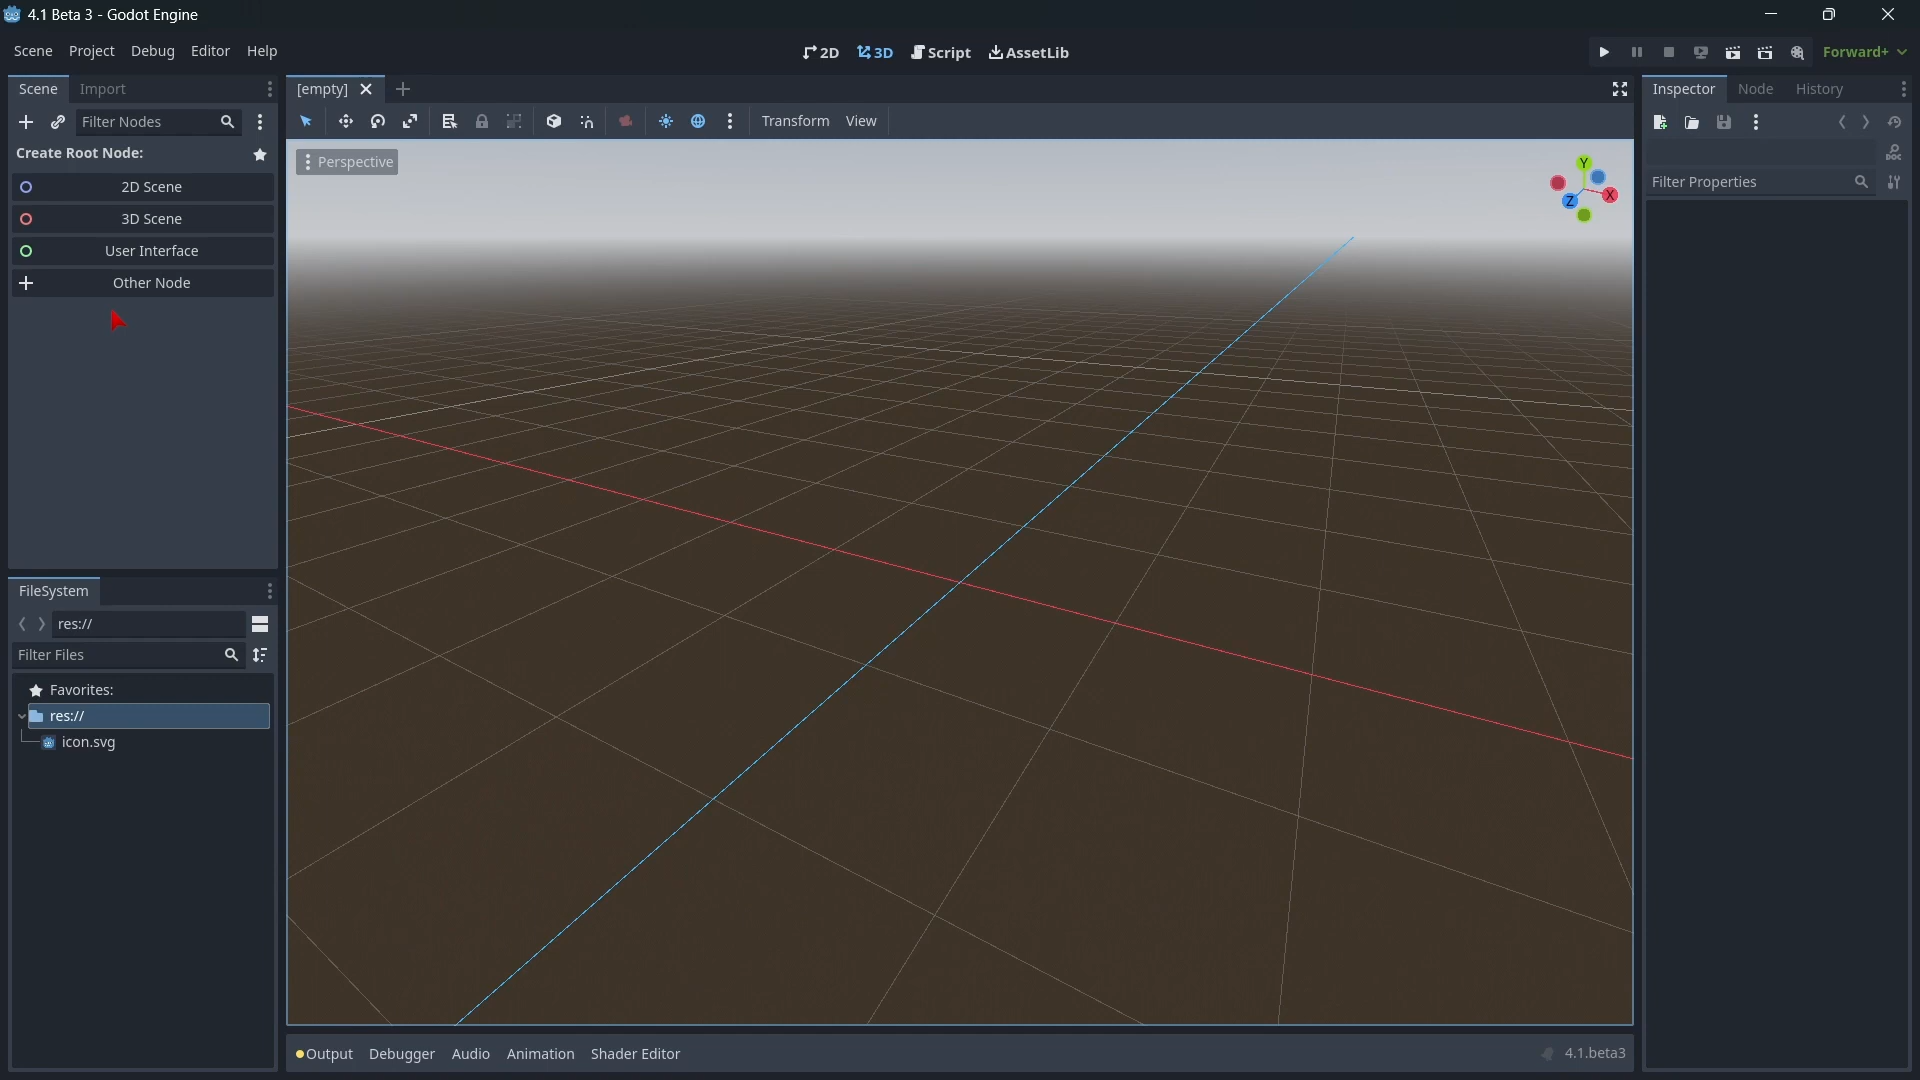 4.1 Beta 3 - Godot Engine
Scene Project Debug Editor Help
2D 3D Script AssetLib
Forward+
Scene Import
Filter Nodes
Create Root Node:
2D Scene
3D Scene
User Interface
Other Node
FileSystem
res://
Filter Files
Favorites:
res://
icon.svg
[empty]
Transform View
Perspective
Y
X
Z
Output Debugger Audio Animation Shader Editor
4.1.beta3
Inspector Node History
DOC
Filter Properties